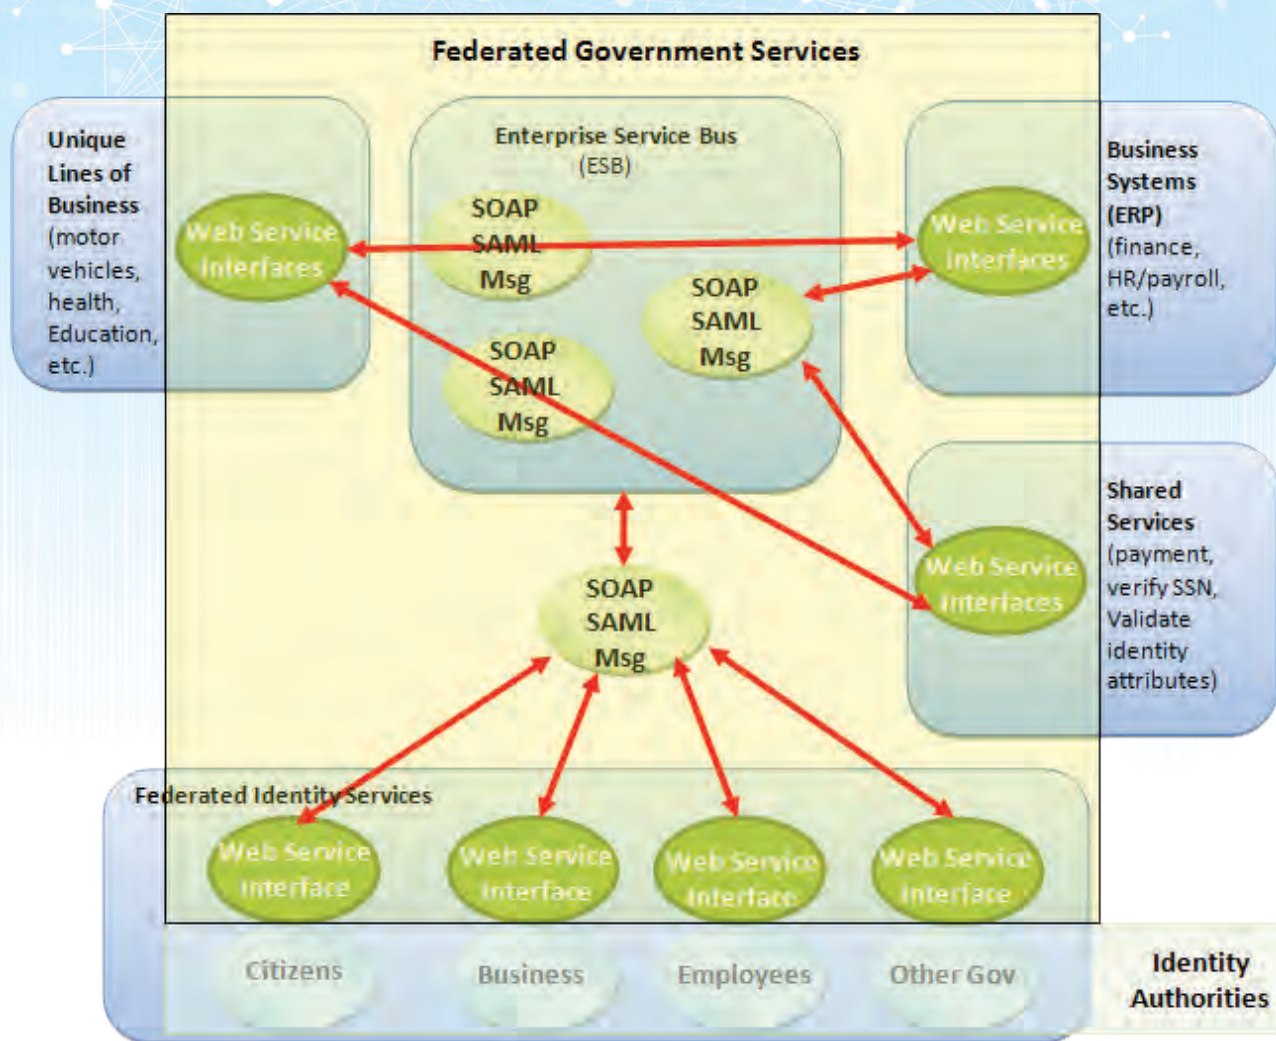 Federated Government Services
Unique
Lines of
Business
(motor
vehicles,
health,
Education,
etc.)
Web Service
Interfaces
Enterprise Service Bus
(ESB)
SOAP
SAML
Msg
SOAP
SAML
Msg
SOAP
SAML
Msg
Web Service
Interfaces
Business
Systems
(ERP)
(finance,
HR/payroll,
etc.)
Web Service
Interfaces
Shared
Services
(payment,
verify SSN,
Validate
identity
attributes)
SOAP
SAML
Msg
Federated Identity Services
Web Service
Interface
Web Service
Interface
Web Service
Interface
Web Service
Interface
Citizens
Business
Employees
Other Gov
Identity
Authorities